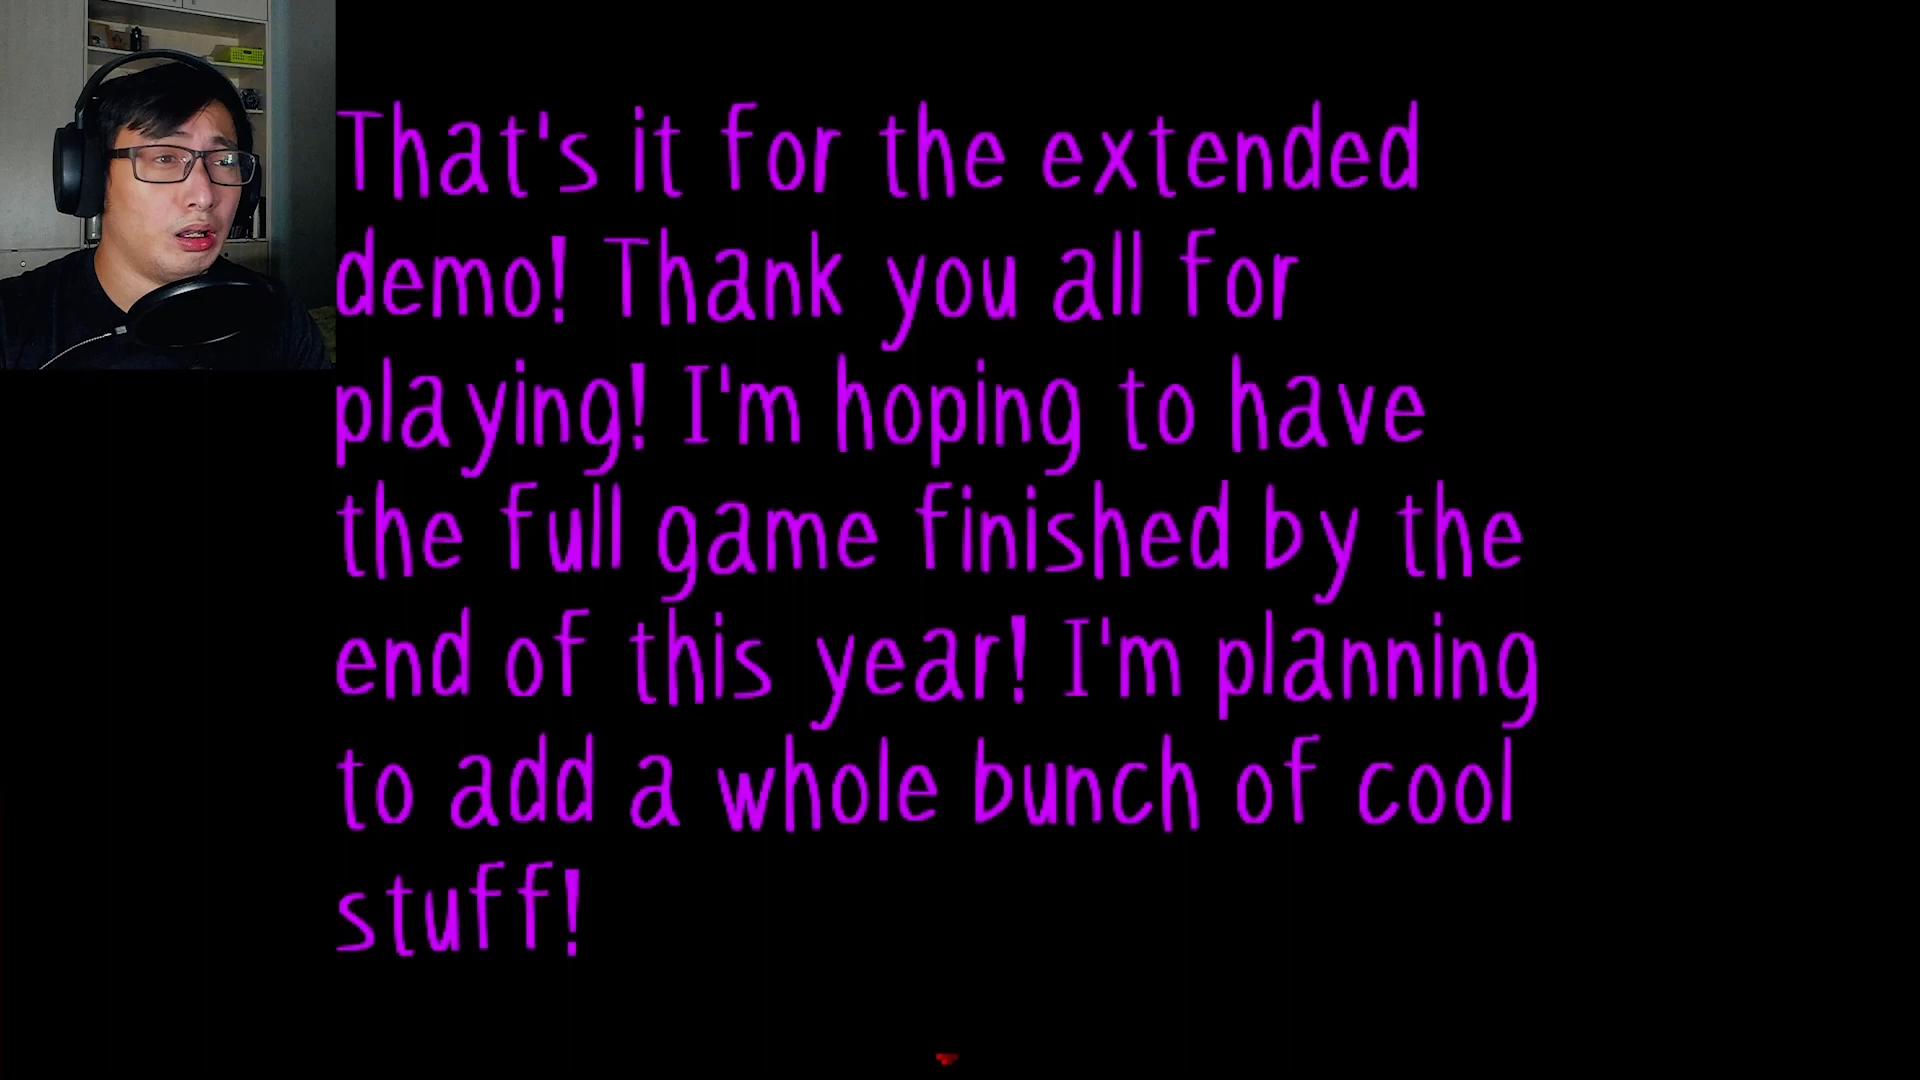 That's it for the extended
demo! Thank you all for
playing! I'm hoping to have
the full game finished by the
end of this year! I'm planning
to add a whole bunch of cool
stuff!